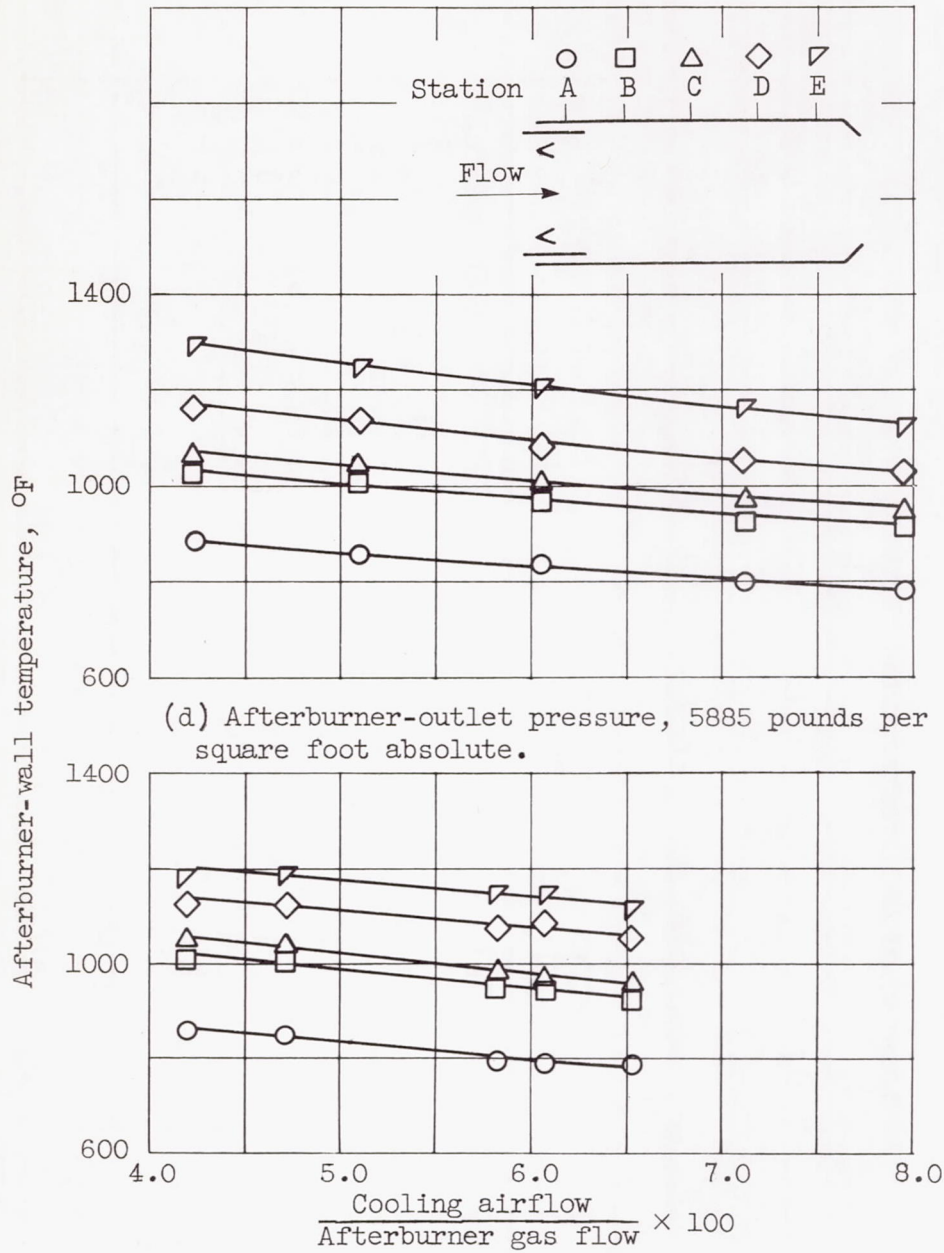 Station A B C D E
Flow
1400
1000
600
(d) Afterburner-outlet pressure, 5885 pounds per
square foot absolute.
Afterburner-wall temperature, °F
1400
1000
600
4.0 5.0 6.0 7.0 8.0
Cooling airflow
Afterburner gas flow × 100